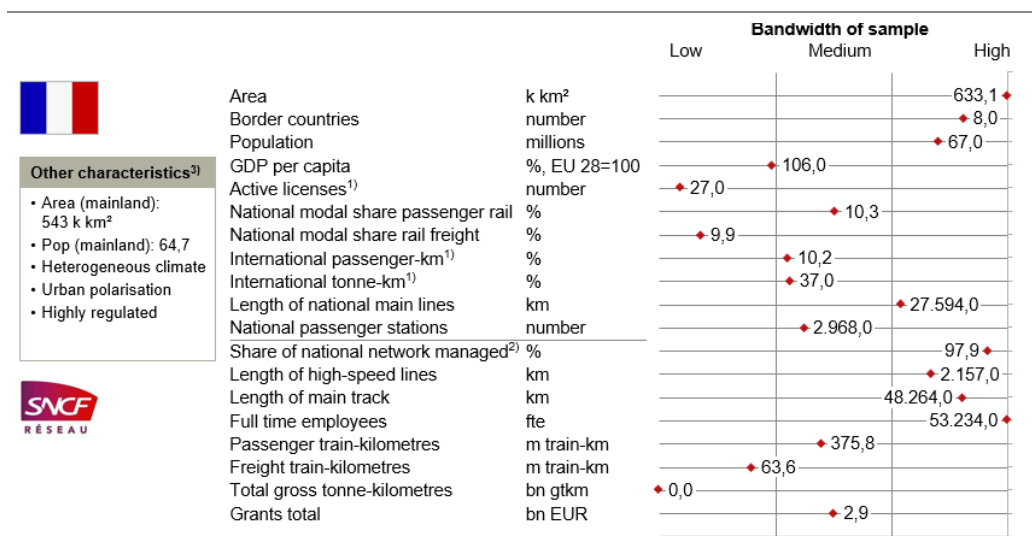 Bandwidth of sample
Low Medium High
Area k km² 633,1
Border countries number 8,0
Population millions 67,0
GDP per capita %, EU 28=100 106,0
Active licenses1) number 27,0
National modal share passenger rail % 10,3
National modal share rail freight % 9,9
International passenger-km1) % 10,2
International tonne-km1) % 37,0
Length of national main lines km 27.594,0
National passenger stations number 2.968,0
Share of national network managed2) % 97,9
Length of high-speed lines km 2.157,0
Length of main track km 48.264,0
Full time employees fte 53.234,0
Passenger train-kilometres m train-km 375,8
Freight train-kilometres m train-km 63,6
Total gross tonne-kilometres bn gtkm 0,0
Grants total bn EUR 2,9
Other characteristics3)
• Area (mainland):
543 k km²
• Pop (mainland): 64,7
• Heterogeneous climate
• Urban polarisation
• Highly regulated
SNCF
RÉSEAU